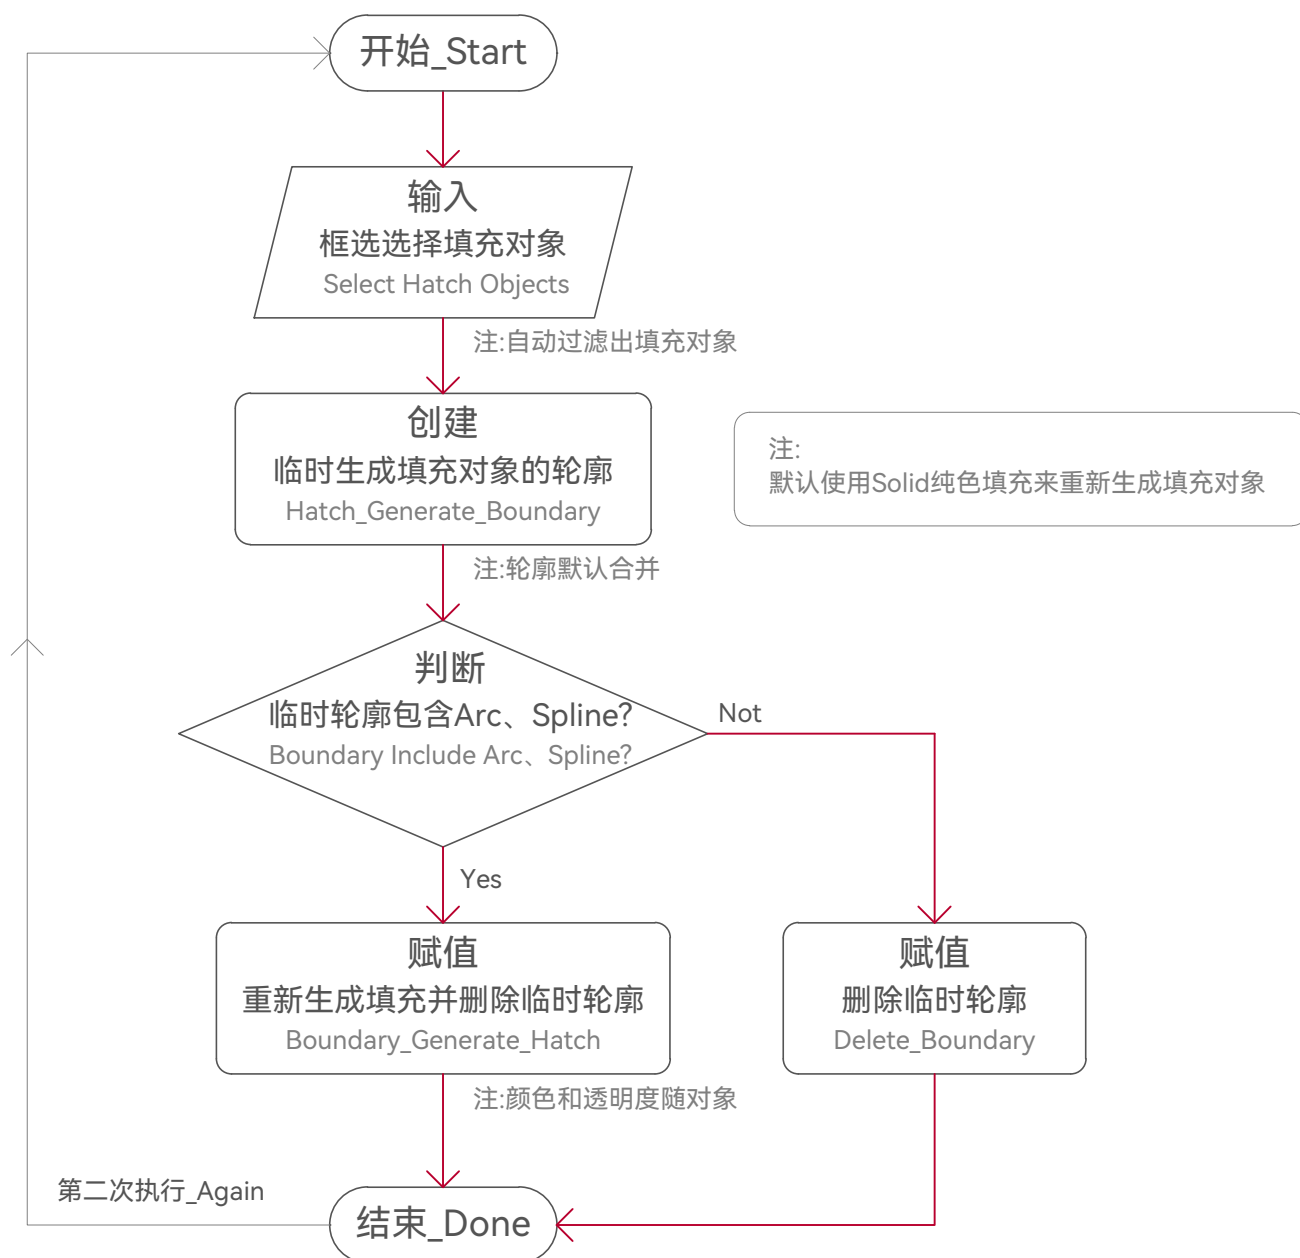 开始_Start
输入
框选选择填充对象
Select Hatch Objects
注:自动过滤出填充对象
创建
临时生成填充对象的轮廓
Hatch_Generate_Boundary
注:
默认使用Solid纯色填充来重新生成填充对象
注:轮廓默认合并
判断
临时轮廓包含Arc、Spline?
Boundary Include Arc、Spline?
Not
Yes
赋值
重新生成填充并删除临时轮廓
Boundary_Generate_Hatch
赋值
删除临时轮廓
Delete_Boundary
注:颜色和透明度随对象
第二次执行_Again
结束_Done